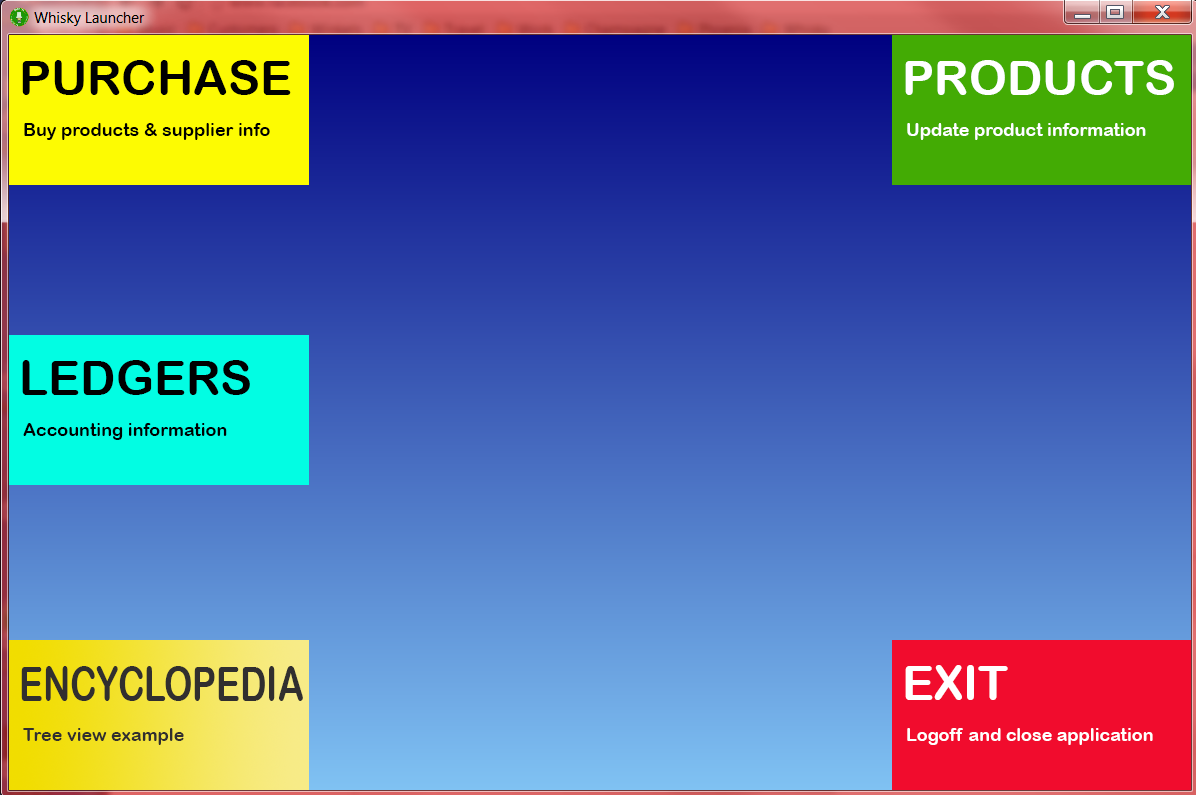 Whisky Launcher
PURCHASE
Buy products & supplier info
PRODUCTS
Update product information
LEDGERS
Accounting information
ENCYCLOPEDIA
Tree view example
EXIT
Logoff and close application